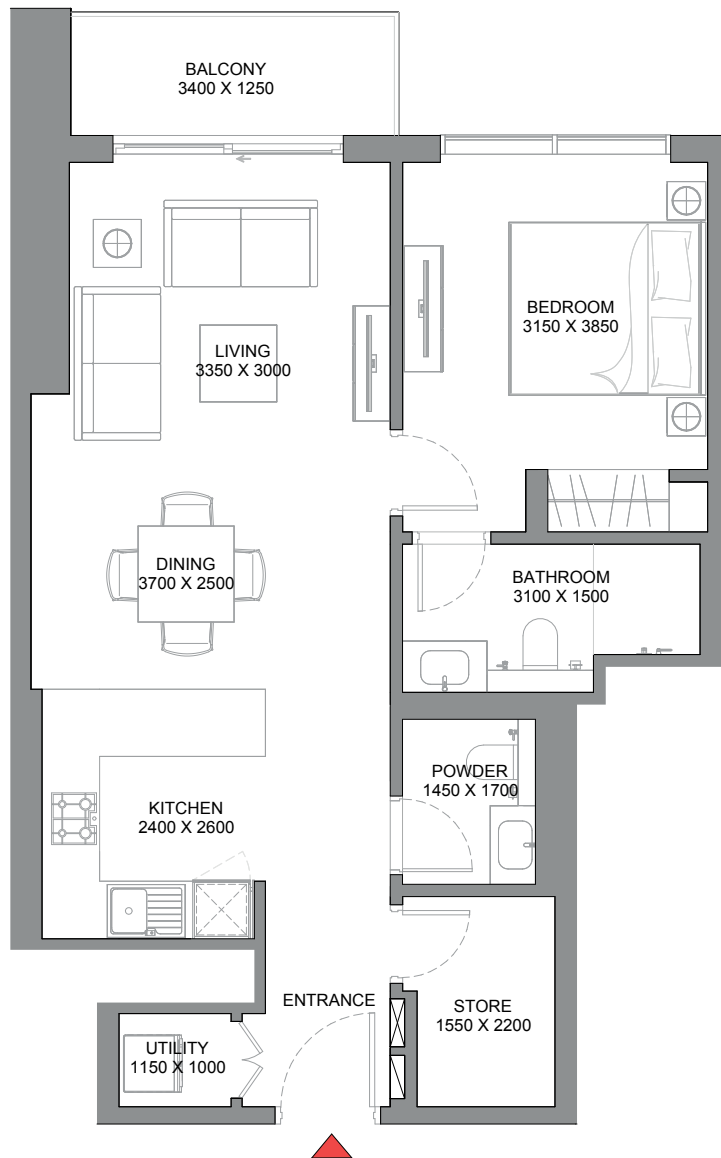 BALCONY
3400 X 1250
LIVING
3350 X 3000
BEDROOM
3150 X 3850
DINING
3700 X 2500
BATHROOM
3100 X 1500
KITCHEN
2400 X 2600
POWDER
1450 X 1700
ENTRANCE
STORE
1550 X 2200
UTILITY
1150 X 1000